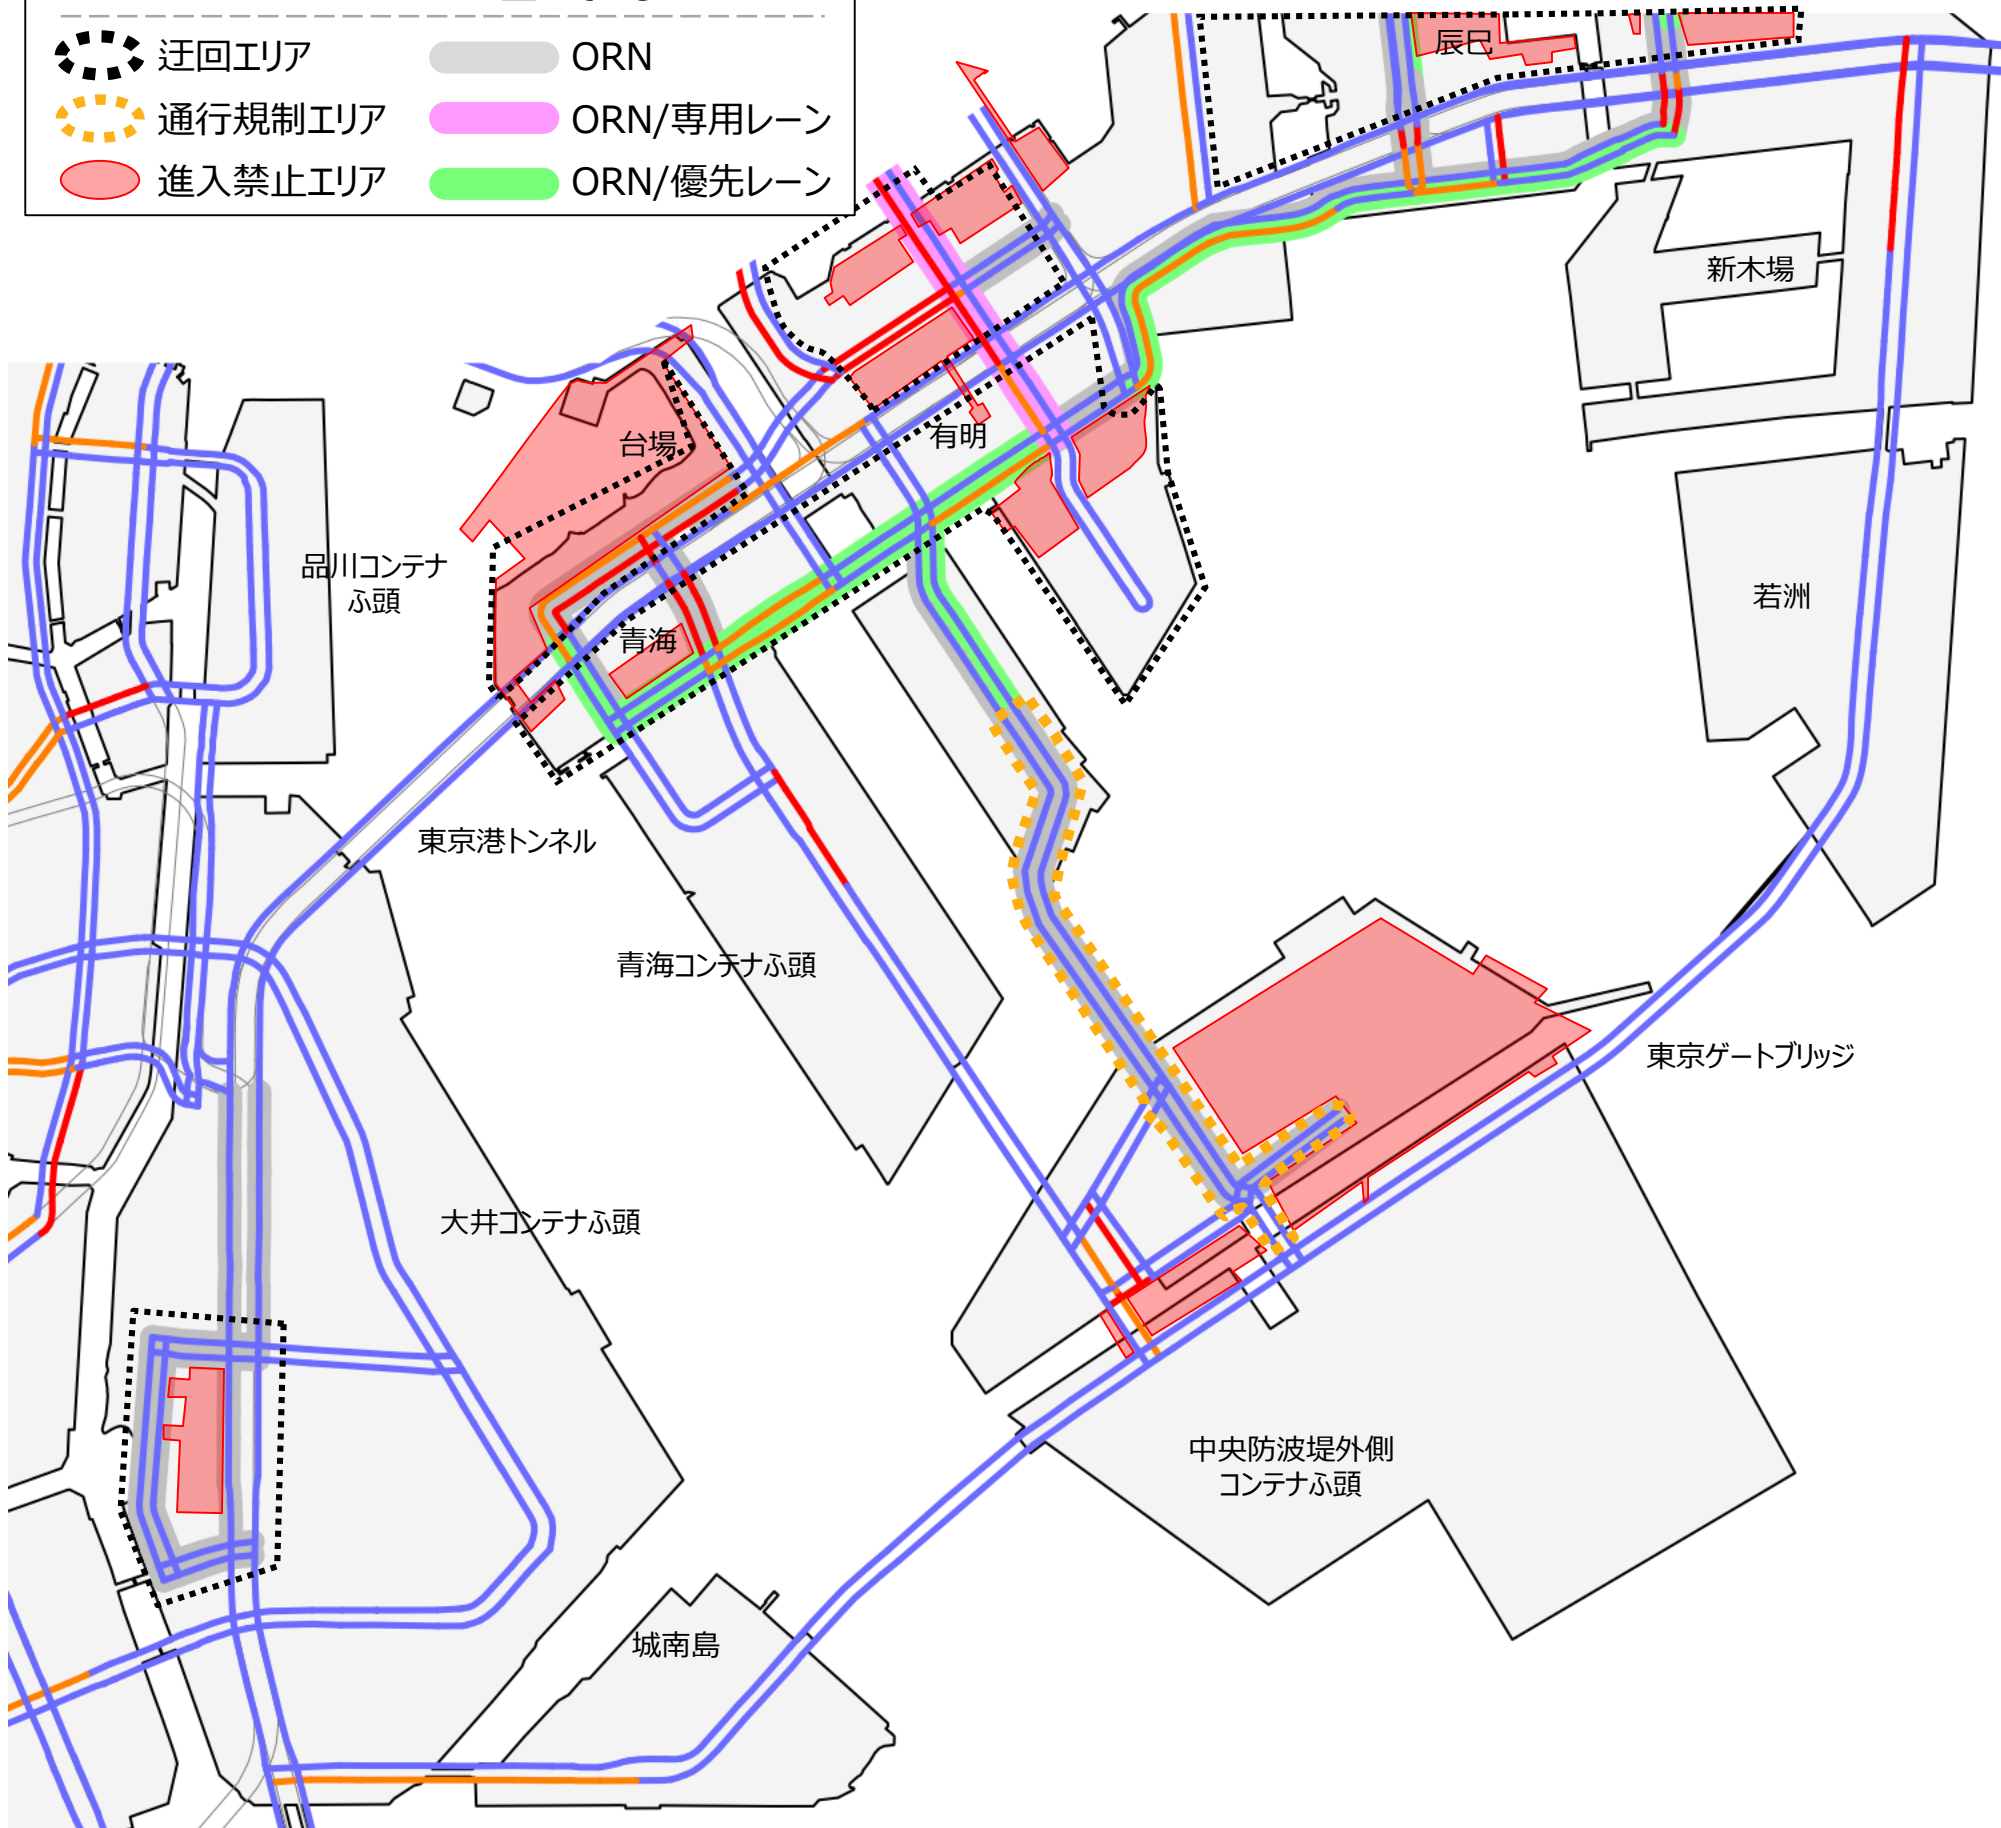 迂回エリア
ORN
通行規制エリア
ORN/専用レーン
進入禁止エリア
ORN/優先レーン
辰巳
新木場
台場
有明
品川コンテナ
ふ頭
青海
若洲
東京港トンネル
青海コンテナふ頭
東京ゲートブリッジ
大井コンテナふ頭
中央防波堤外側
コンテナふ頭
城南島